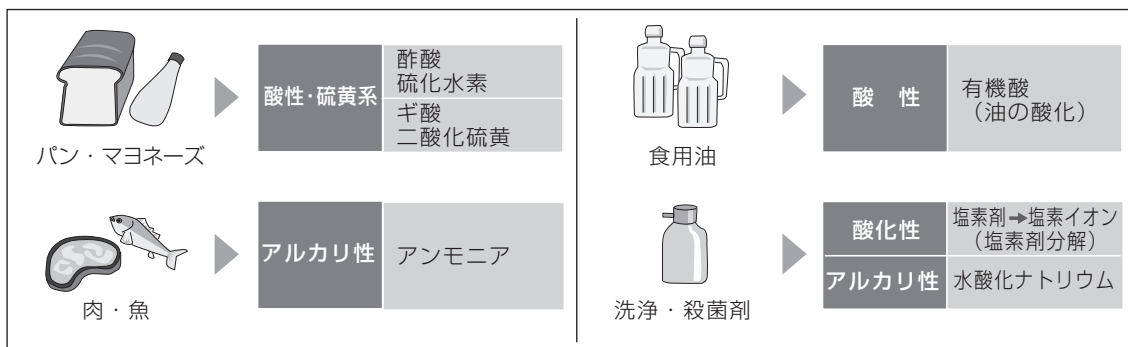 パン・マヨネーズ
酸性・硫黄系
酢酸
硫化水素
ギ酸
二酸化硫黄
肉・魚
アルカリ性
アンモニア
食用油
酸 性
有機酸
（油の酸化）
洗浄・殺菌剤
酸化性
塩素剤➡塩素イオン
（塩素剤分解）
アルカリ性
水酸化ナトリウム